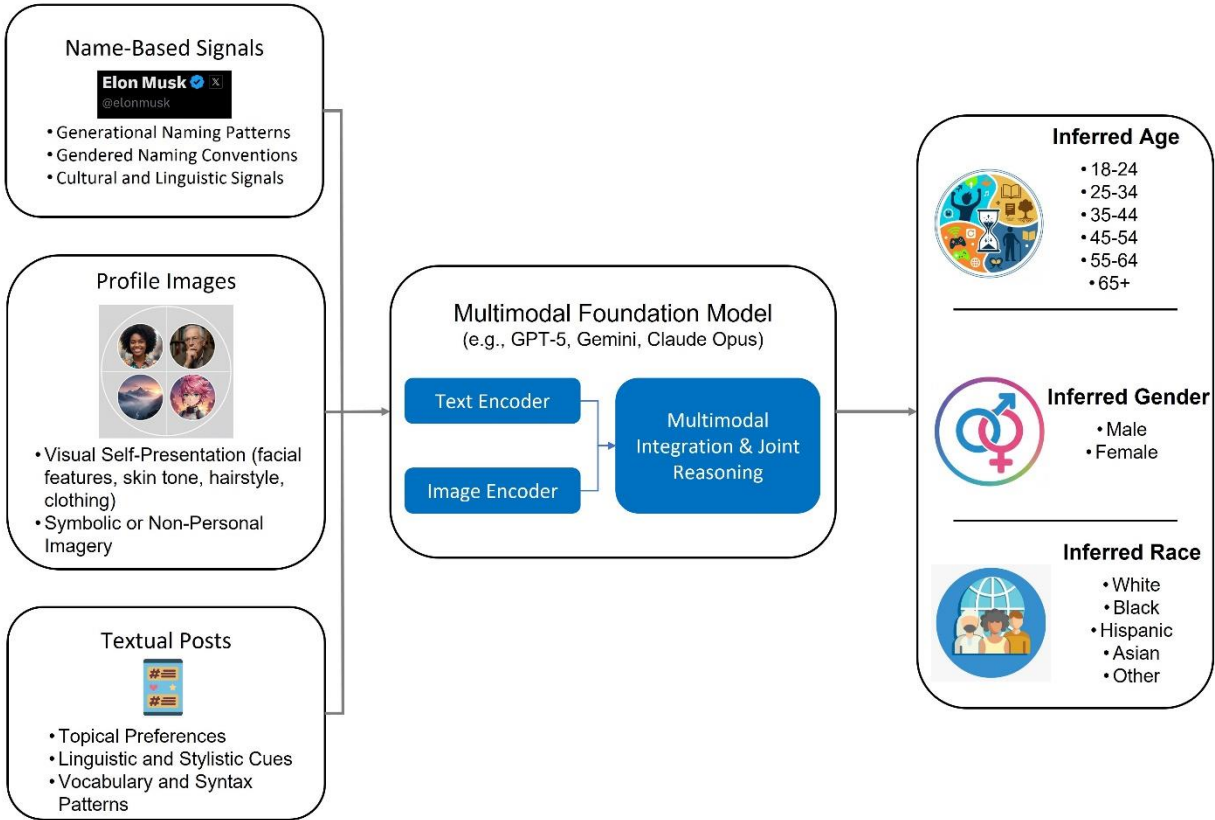 Name-Based Signals
Elon Musk
@elonmusk
• Generational Naming Patterns
• Gendered Naming Conventions
• Cultural and Linguistic Signals
Profile Images
• Visual Self-Presentation (facial
features, skin tone, hairstyle,
clothing)
• Symbolic or Non-Personal
Imagery
Textual Posts
#
#
• Topical Preferences
• Linguistic and Stylistic Cues
• Vocabulary and Syntax
Patterns
Multimodal Foundation Model
(e.g., GPT-5, Gemini, Claude Opus)
Text Encoder
Image Encoder
Multimodal
Integration & Joint
Reasoning
Inferred Age
• 18-24
• 25-34
• 35-44
• 45-54
• 55-64
• 65+
Inferred Gender
• Male
• Female
Inferred Race
• White
• Black
• Hispanic
• Asian
• Other